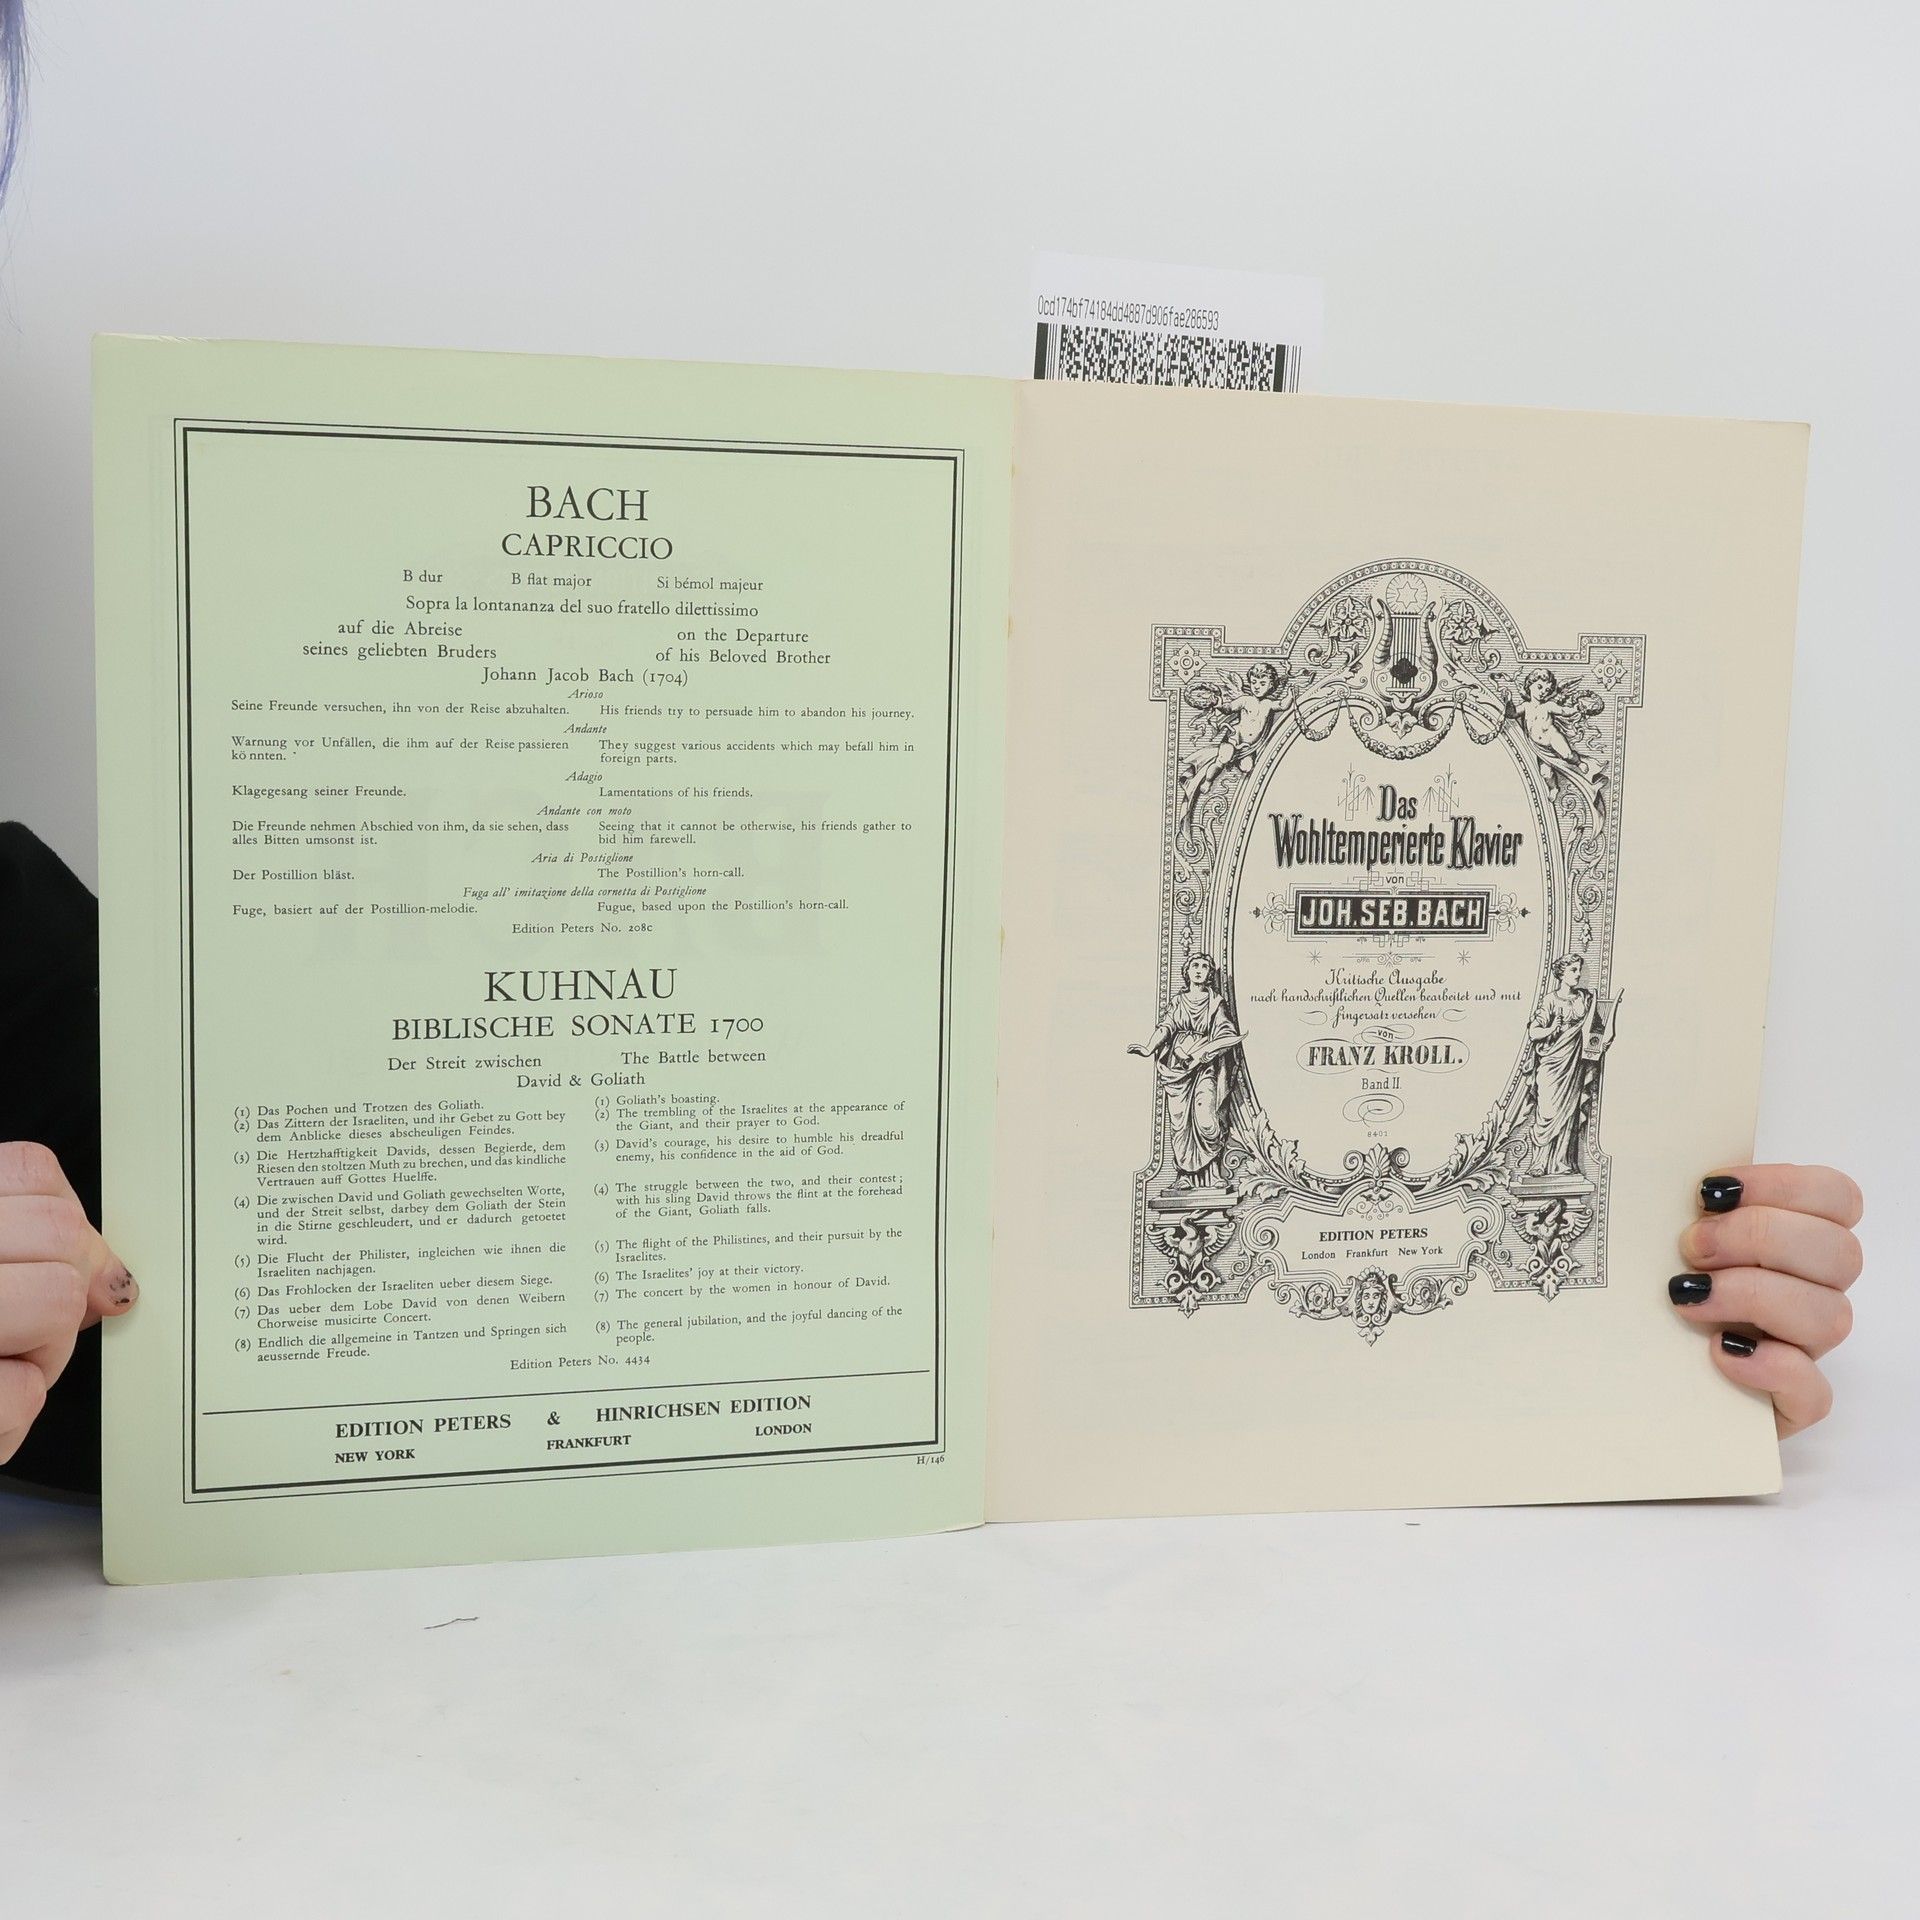 0cd174bf74184dd4887d906fae286593
BACH
CAPRICCIO
B dur B flat major Si bémol majeur
Sopra la lontananza del suo fratello dilettissimo
auf die Abreise on the Departure
seines geliebten Bruders of his Beloved Brother
Johann Jacob Bach (1704)
Arioso
Seine Freunde versuchen, ihn von der Reise abzuhalten. His friends try to persuade him to abandon his journey.
Andante
Warnung vor Unfällen, die ihm auf der Reise passieren They suggest various accidents which may befall him in
kö nnten. foreign parts.
Adagio
Klagegesang seiner Freunde. Lamentations of his friends.
Andante con moto
Die Freunde nehmen Abschied von ihm, da sie sehen, dass Seeing that it cannot be otherwise, his friends gather to
alles Bitten umsonst ist. bid him farewell.
Aria di Postiglione
Der Postillion bläst. The Postillion's horn-call.
Fuga all' imitazione della cornetta di Postiglione
Fuge, basiert auf der Postillion-melodie. Fugue, based upon the Postillion's horn-call.
Edition Peters No. 208c
KUHNAU
BIBLISCHE SONATE 1700
Der Streit zwischen The Battle between
David & Goliath
(1) Das Pochen und Trotzen des Goliath.
(2) Das Zittern der Israeliten, und ihr Gebet zu Gott bey
dem Anblicke dieses abscheuligen Feindes.
(3) Die Hertzhafftigkeit Davids, dessen Begierde, dem
Riesen den stoltzen Muth zu brechen, und das kindliche
Vertrauen auff Gottes Huelffe.
(4) Die zwischen David und Goliath gewechselten Worte,
und der Streit selbst, darbey dem Goliath der Stein
in die Stirne geschleudert, und er dadurch getoetet
wird.
(5) Die Flucht der Philister, ingleichen wie ihnen die
Israeliten nachjagen.
(6) Das Frohlocken der Israeliten ueber diesem Siege.
(7) Das ueber dem Lobe David von denen Weibern
Chorweise musicirte Concert.
(8) Endlich die allgemeine in Tantzen und Springen sich
aeussernde Freude.
(1) Goliath's boasting.
(2) The trembling of the Israelites at the appearance of
the Giant, and their prayer to God.
(3) David's courage, his desire to humble his dreadful
enemy, his confidence in the aid of God.
(4) The struggle between the two, and their contest;
with his sling David throws the flint at the forehead
of the Giant, Goliath falls.
(5) The flight of the Philistines, and their pursuit by the
Israelites.
(6) The Israelites' joy at their victory.
(7) The concert by the women in honour of David.
(8) The general jubilation, and the joyful dancing of the
people.
Edition Peters No. 4434
EDITION PETERS & HINRICHSEN EDITION
NEW YORK FRANKFURT LONDON
H/146
Das
Wohltemperierte Klavier
von
JOH. SEB. BACH
Kritische Ausgabe
nach handschriftlichen Quellen bearbeitet und mit
Fingersatz versehen
von
FRANZ KROLL.
Band II.
8401
EDITION PETERS
London Frankfurt New York